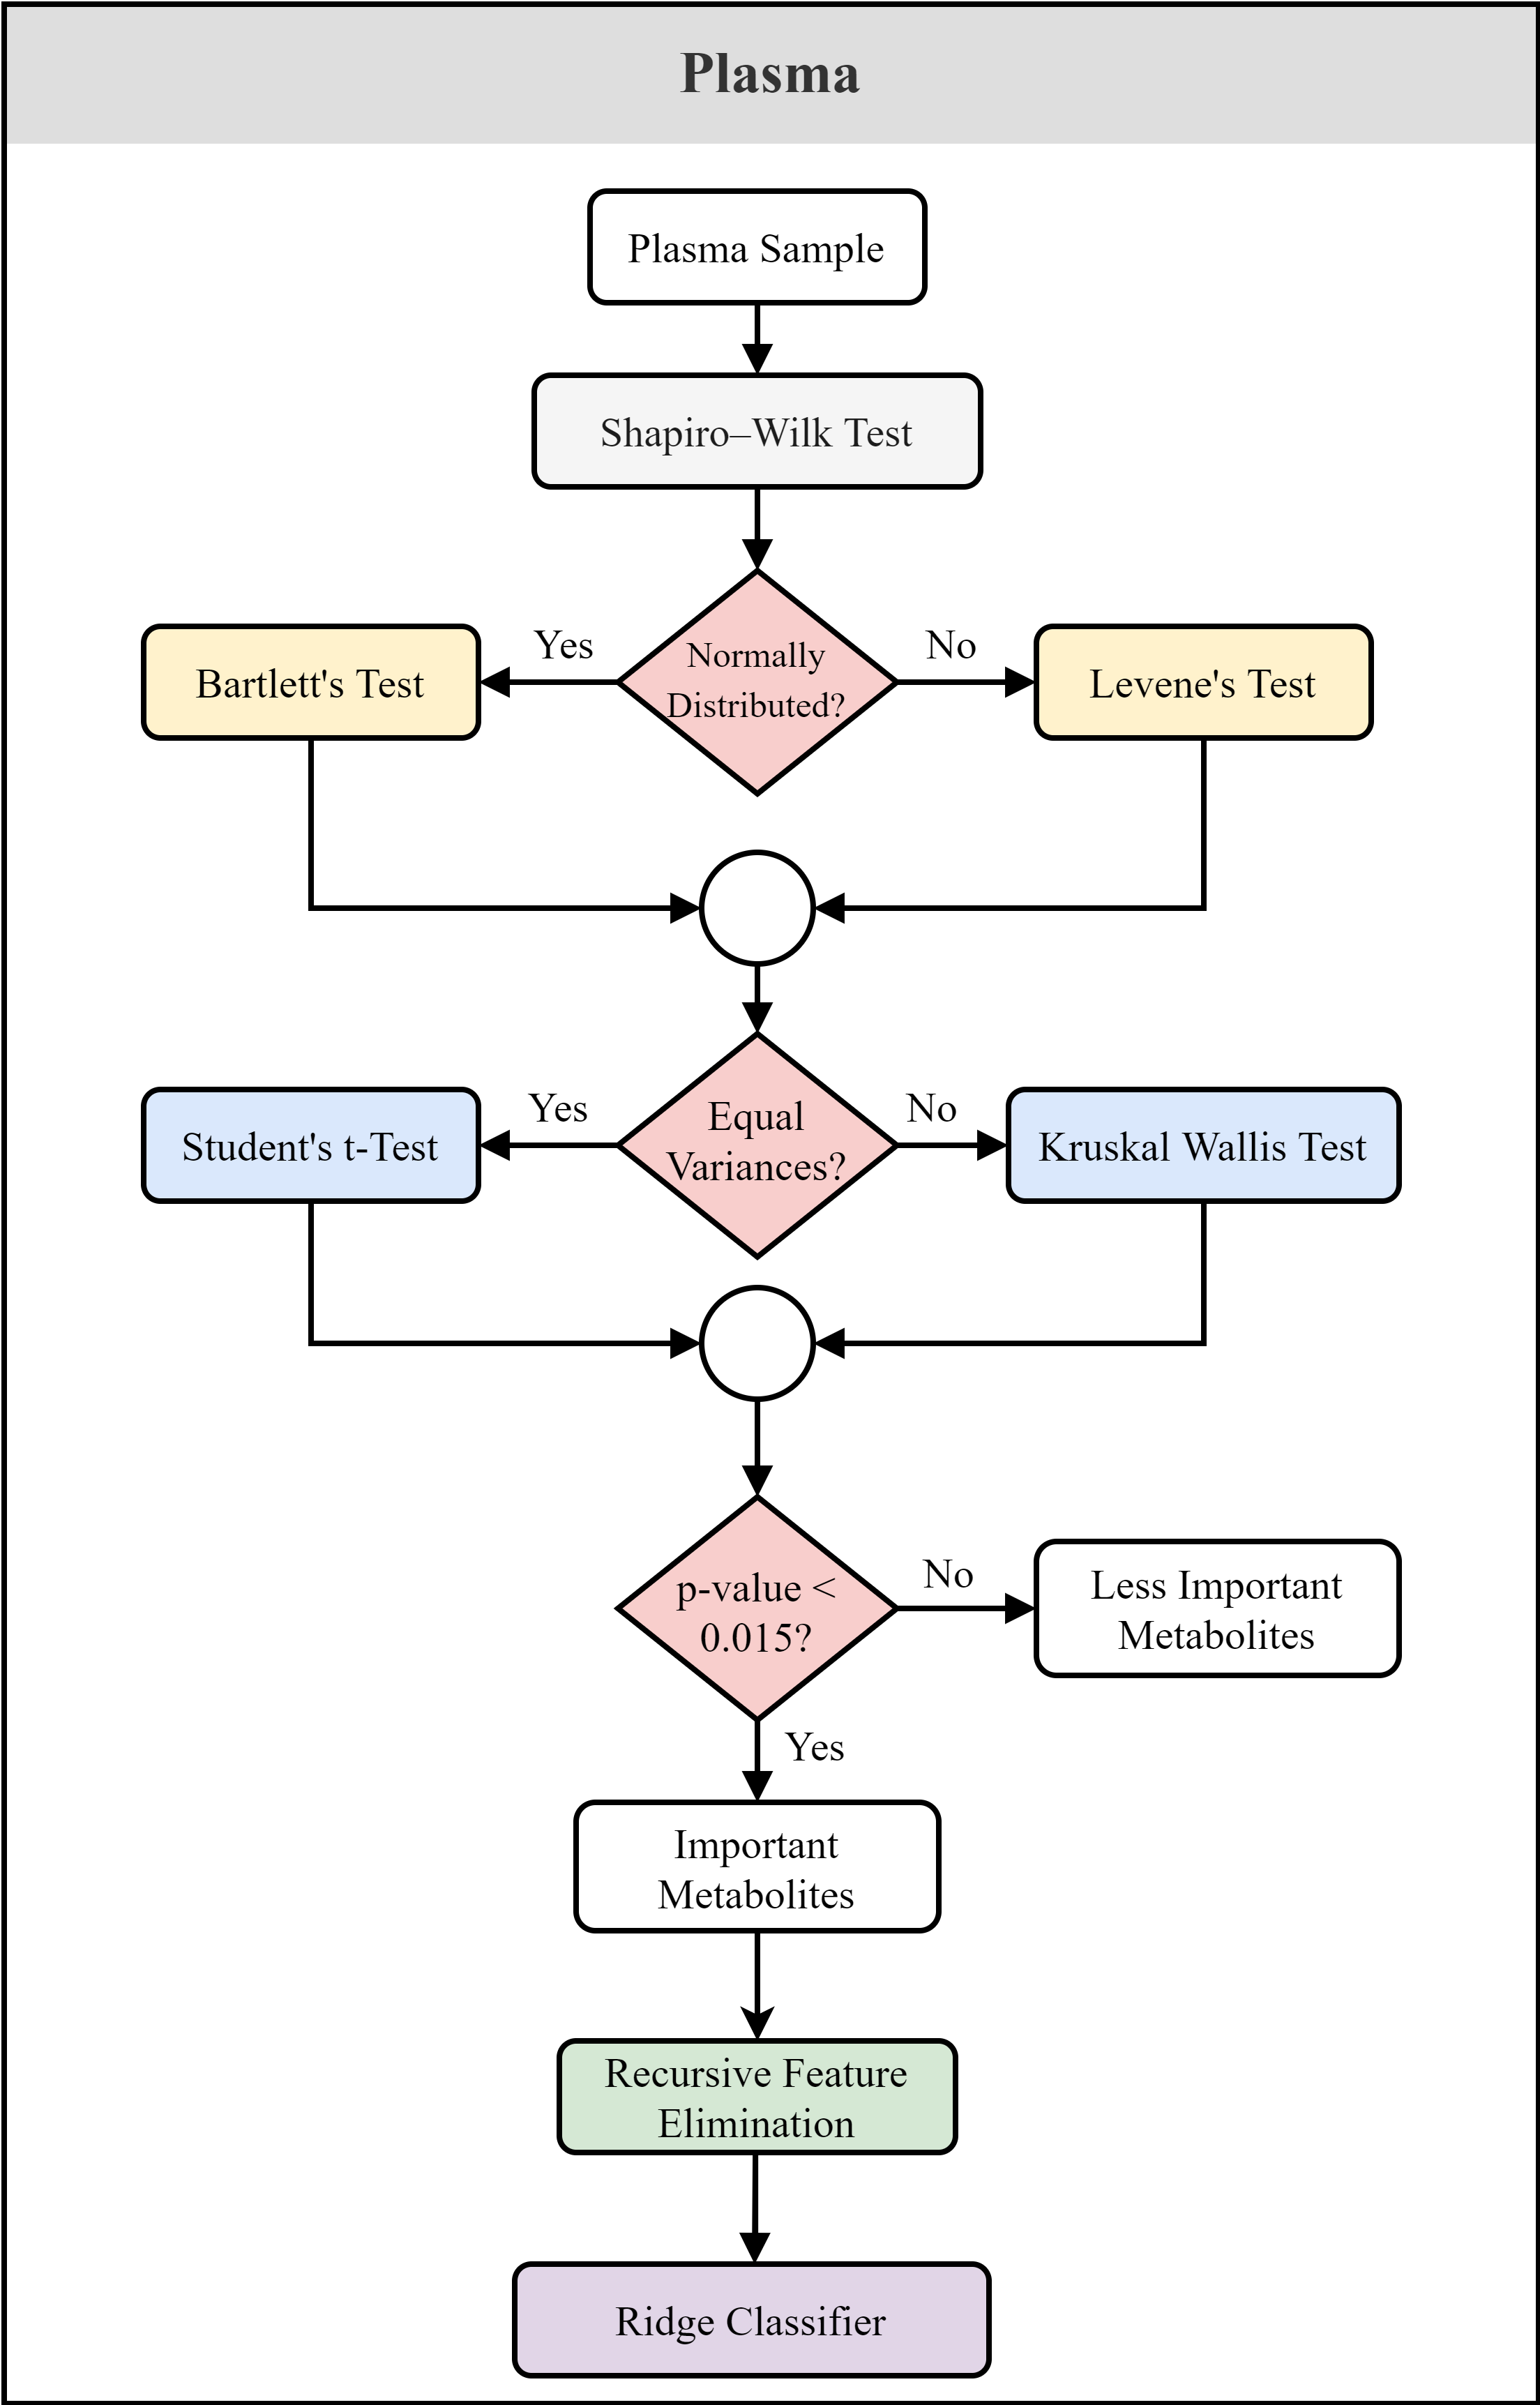 Plasma
Plasma Sample
Shapiro–Wilk Test
Yes
No
Bartlett's Test
Normally
Distributed?
Levene's Test
Yes
No
Student's t-Test
Equal
Variances?
Kruskal Wallis Test
p-value <
0.015?
No
Less Important
Metabolites
Yes
Important
Metabolites
Recursive Feature
Elimination
Ridge Classifier